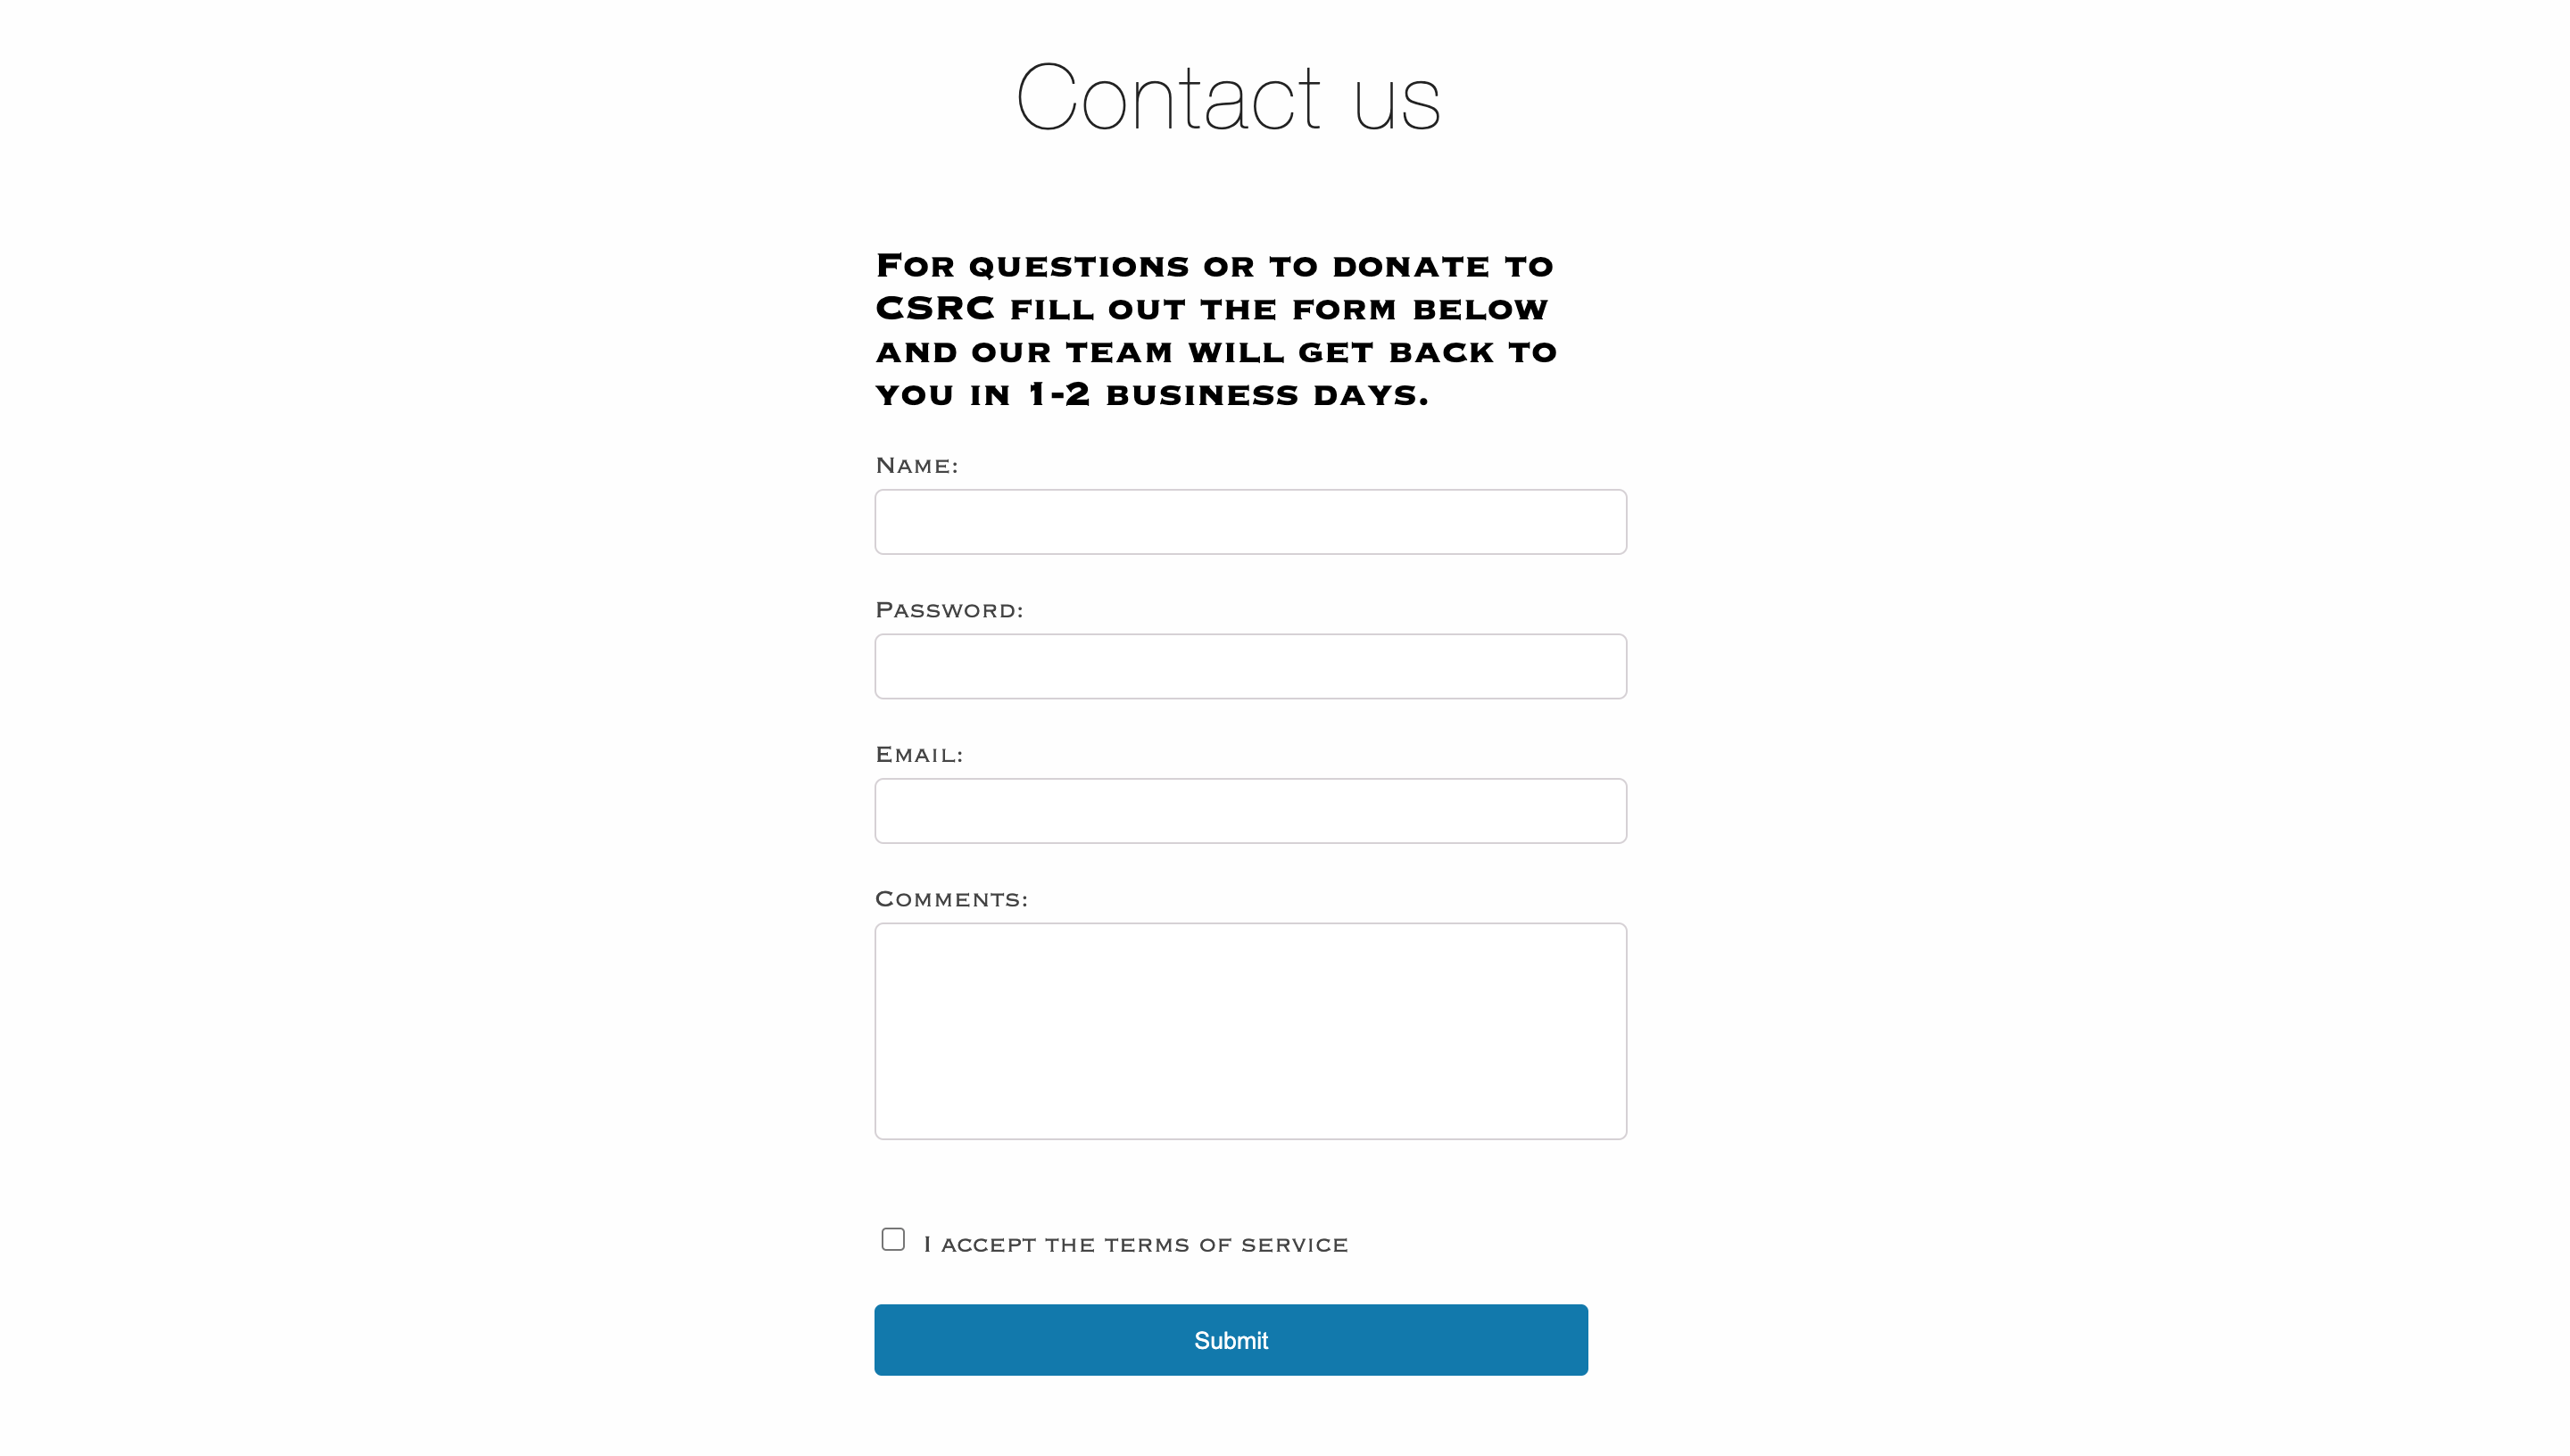 Contact us
For questions or to donate to
CSRC fill out the form below
and our team will get back to
you in 1-2 business days.
Name:
Password:
Email:
Comments:
I accept the terms of service
Submit